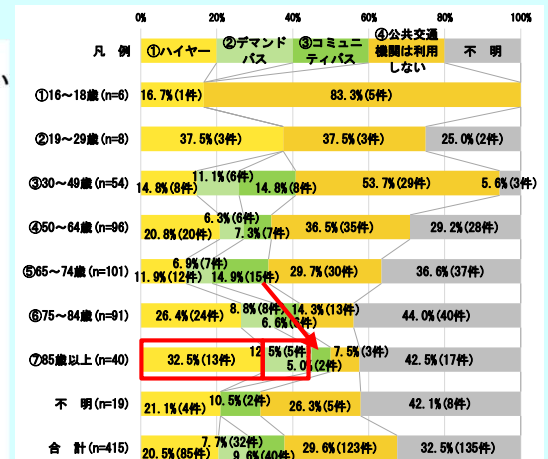 0% 20% 40% 60% 80% 100%
凡 例 ①ハイヤー ②デマンドバス ③コミュニティバス ④公共交通機関は利用しない 不 明
①16～18歳(n=6) 16.7%(1件) 83.3%(5件)
②19～29歳(n=8) 37.5%(3件) 37.5%(3件) 25.0%(2件)
③30～49歳(n=54) 14.8%(8件) 11.1%(6件) 14.8%(8件) 53.7%(29件) 5.6%(3件)
④50～64歳(n=96) 20.8%(20件) 6.3%(6件) 7.3%(7件) 36.5%(35件) 29.2%(28件)
⑤65～74歳(n=101) 11.9%(12件) 6.9%(7件) 14.9%(15件) 29.7%(30件) 36.6%(37件)
⑥75～84歳(n=91) 26.4%(24件) 8.8%(8件) 6.6%(6件) 14.3%(13件) 44.0%(40件)
⑦85歳以上(n=40) 32.5%(13件) 12.5%(5件) 5.0%(2件) 7.5%(3件) 42.5%(17件)
不 明(n=19) 21.1%(4件) 10.5%(2件) 26.3%(5件) 42.1%(8件)
合 計(n=415) 20.5%(85件) 7.7%(32件) 9.6%(40件) 29.6%(123件) 32.5%(135件)